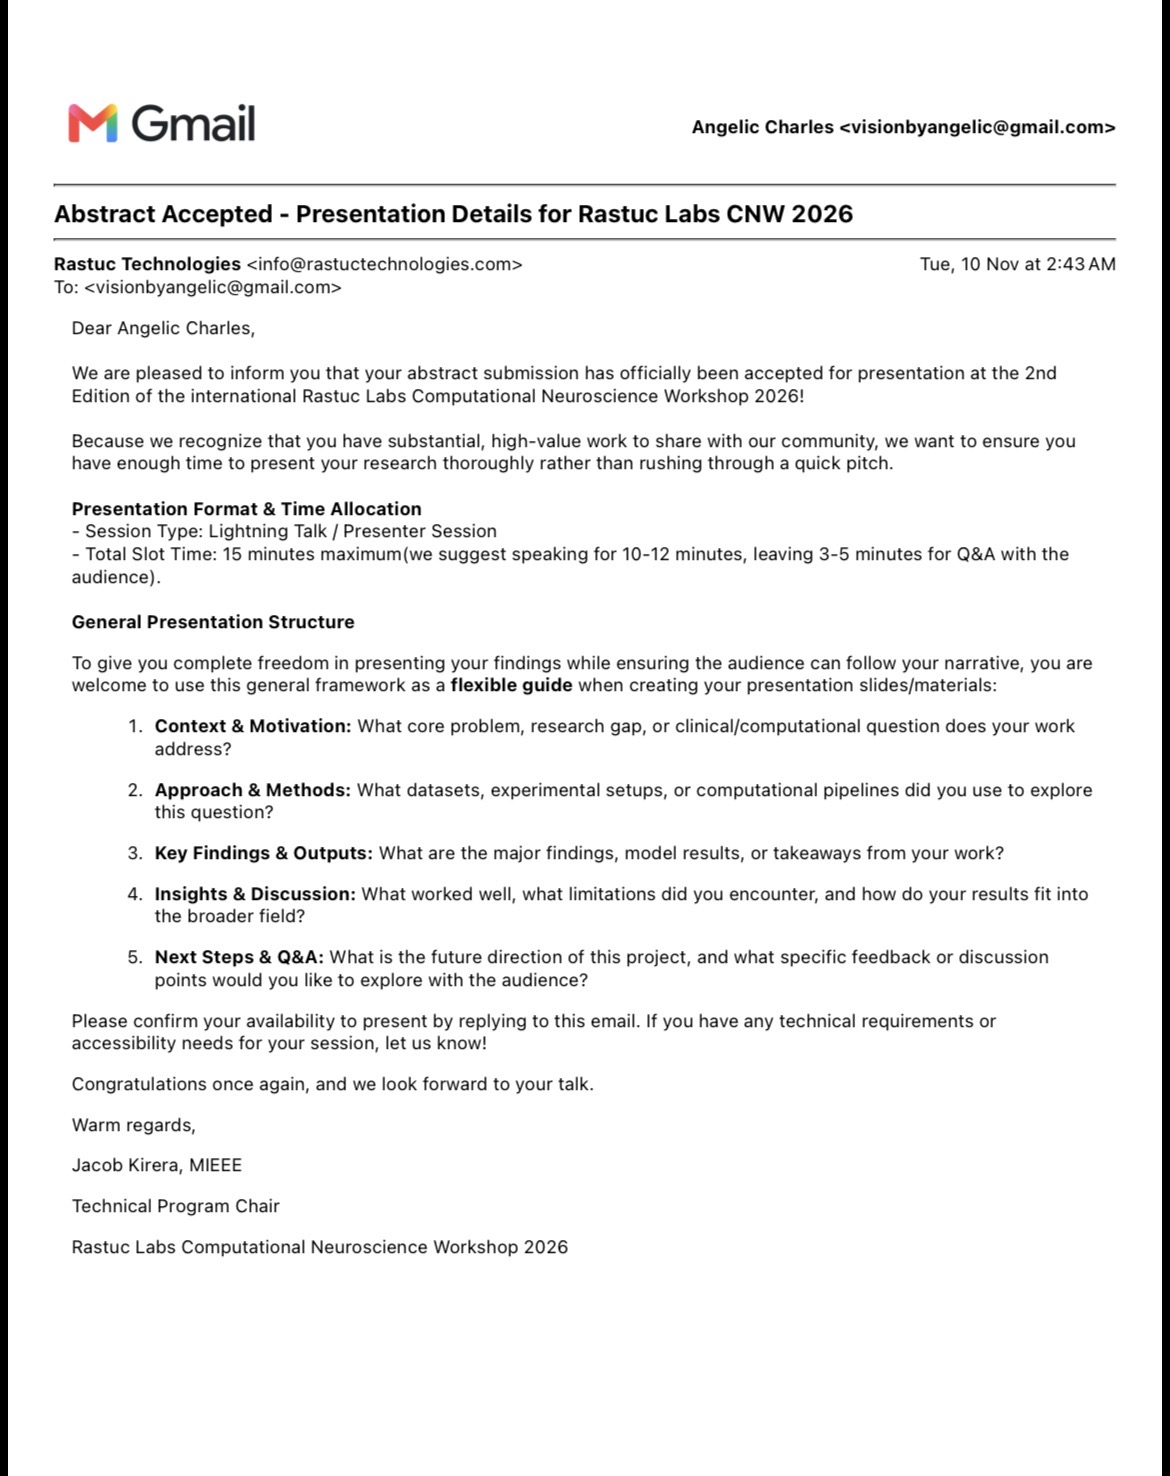 Gmail
Angelic Charles <visionbyangelic@gmail.com>
Abstract Accepted - Presentation Details for Rastuc Labs CNW 2026
Rastuc Technologies <info@rastuctechnologies.com>
Tue, 10 Nov at 2:43 AM
To: <visionbyangelic@gmail.com>
Dear Angelic Charles,
We are pleased to inform you that your abstract submission has officially been accepted for presentation at the 2nd
Edition of the international Rastuc Labs Computational Neuroscience Workshop 2026!
Because we recognize that you have substantial, high-value work to share with our community, we want to ensure you
have enough time to present your research thoroughly rather than rushing through a quick pitch.
Presentation Format & Time Allocation
- Session Type: Lightning Talk / Presenter Session
- Total Slot Time: 15 minutes maximum(we suggest speaking for 10-12 minutes, leaving 3-5 minutes for Q&A with the
audience).
General Presentation Structure
To give you complete freedom in presenting your findings while ensuring the audience can follow your narrative, you are
welcome to use this general framework as a flexible guide when creating your presentation slides/materials:
1. Context & Motivation: What core problem, research gap, or clinical/computational question does your work
address?
2. Approach & Methods: What datasets, experimental setups, or computational pipelines did you use to explore
this question?
3. Key Findings & Outputs: What are the major findings, model results, or takeaways from your work?
4. Insights & Discussion: What worked well, what limitations did you encounter, and how do your results fit into
the broader field?
5. Next Steps & Q&A: What is the future direction of this project, and what specific feedback or discussion
points would you like to explore with the audience?
Please confirm your availability to present by replying to this email. If you have any technical requirements or
accessibility needs for your session, let us know!
Congratulations once again, and we look forward to your talk.
Warm regards,
Jacob Kirera, MIEEE
Technical Program Chair
Rastuc Labs Computational Neuroscience Workshop 2026